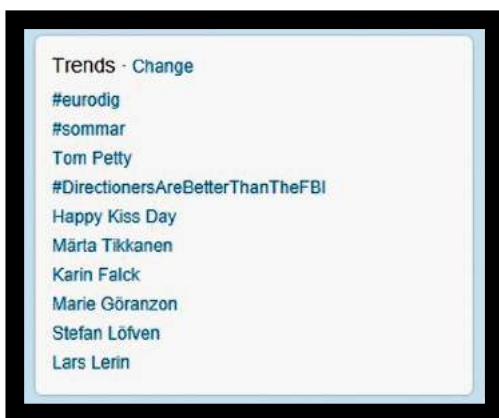 Trends · Change
#eurodig
#sommar
Tom Petty
#DirectionersAreBetterThanTheFBI
Happy Kiss Day
Märta Tikkanen
Karin Falck
Marie Göranzon
Stefan Löfven
Lars Lerin